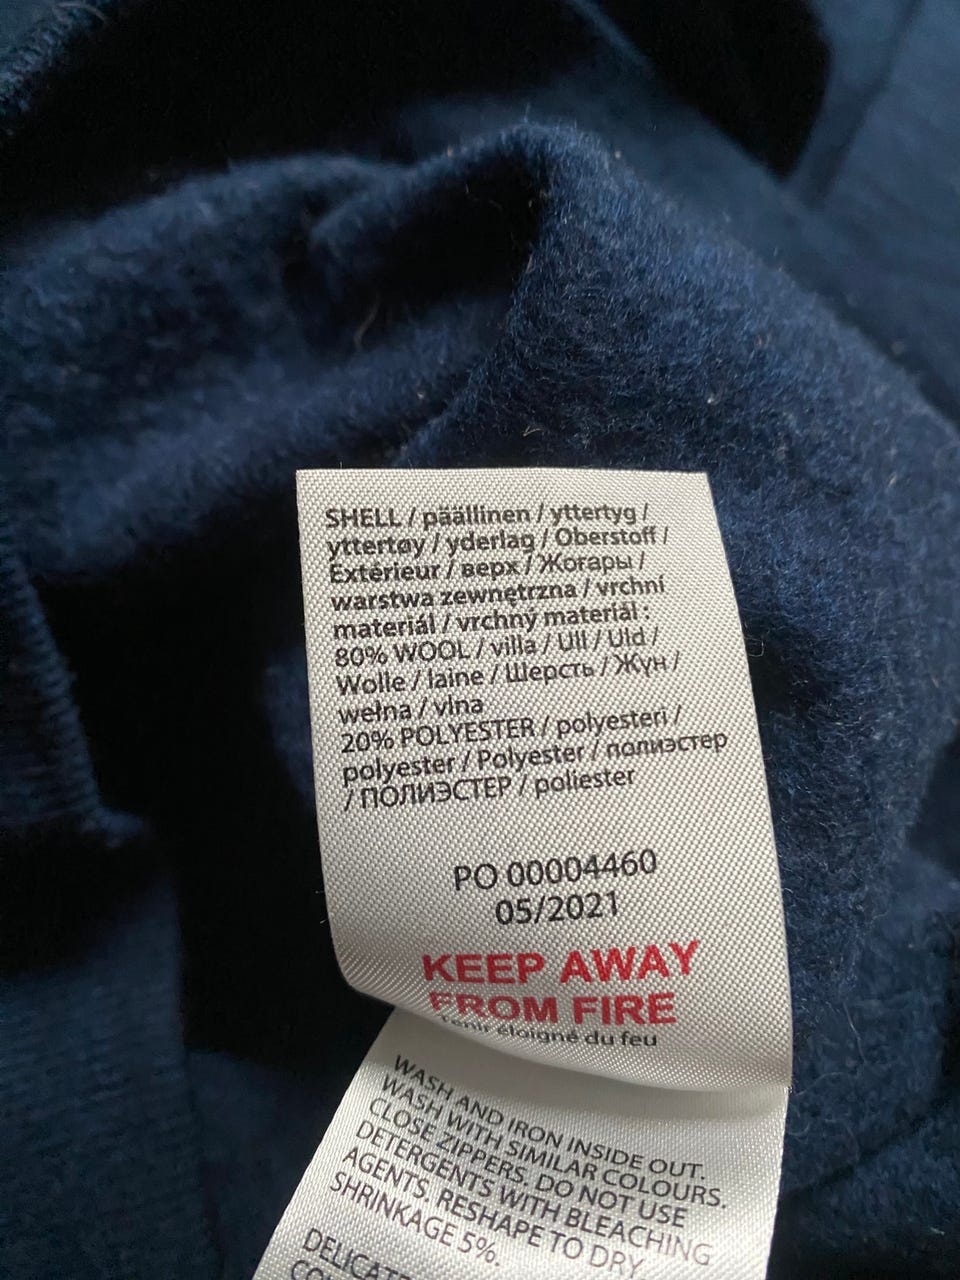 SHELL / päällinen / yttertyg /
yttertøy / yderlag / Oberstoff /
Extérieur / верх / Жоғары /
warstwa zewnętrzna / vrchní
materiál / vrchný materiál :
80% WOOL / villa / Ull / Uld /
Wolle / laine / Шерсть / Жүн /
wełna / vlna
20% POLYESTER / polyesteri /
polyester / Polyester / полиэстер
/ ПОЛИЭСТЕР / poliester
PO 00004460
05/2021
KEEP AWAY
FROM FIRE
Tenir éloigné du feu
WASH AND IRON INSIDE OUT.
WASH WITH SIMILAR COLOURS.
CLOSE ZIPPERS. DO NOT USE
DETERGENTS WITH BLEACHING
AGENTS. RESHAPE TO DRY.
SHRINKAGE 5%.